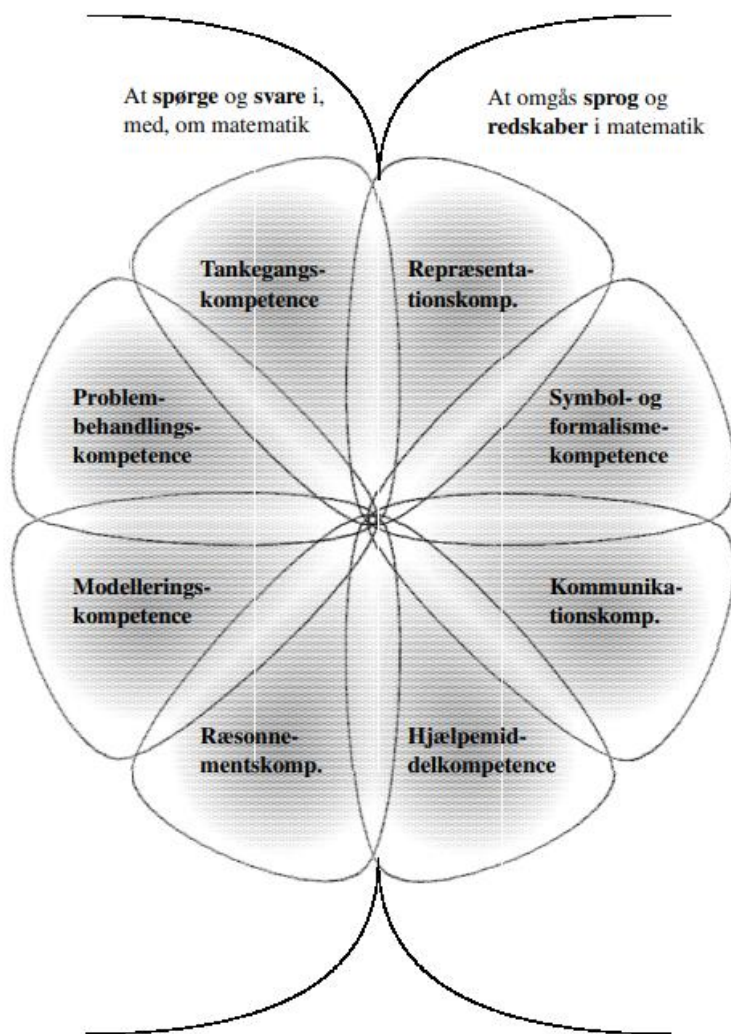 At spørge og svare i,
med, om matematik
At omgås sprog og
redskaber i matematik
Tankegangs-
kompetence
Repræsenta-
tionskomp.
Problem-
behandlings-
kompetence
Symbol- og
formalisme-
kompetence
Modellerings-
kompetence
Kommunika-
tionskomp.
Ræsonne-
mentskomp.
Hjælpemid-
delkompetence